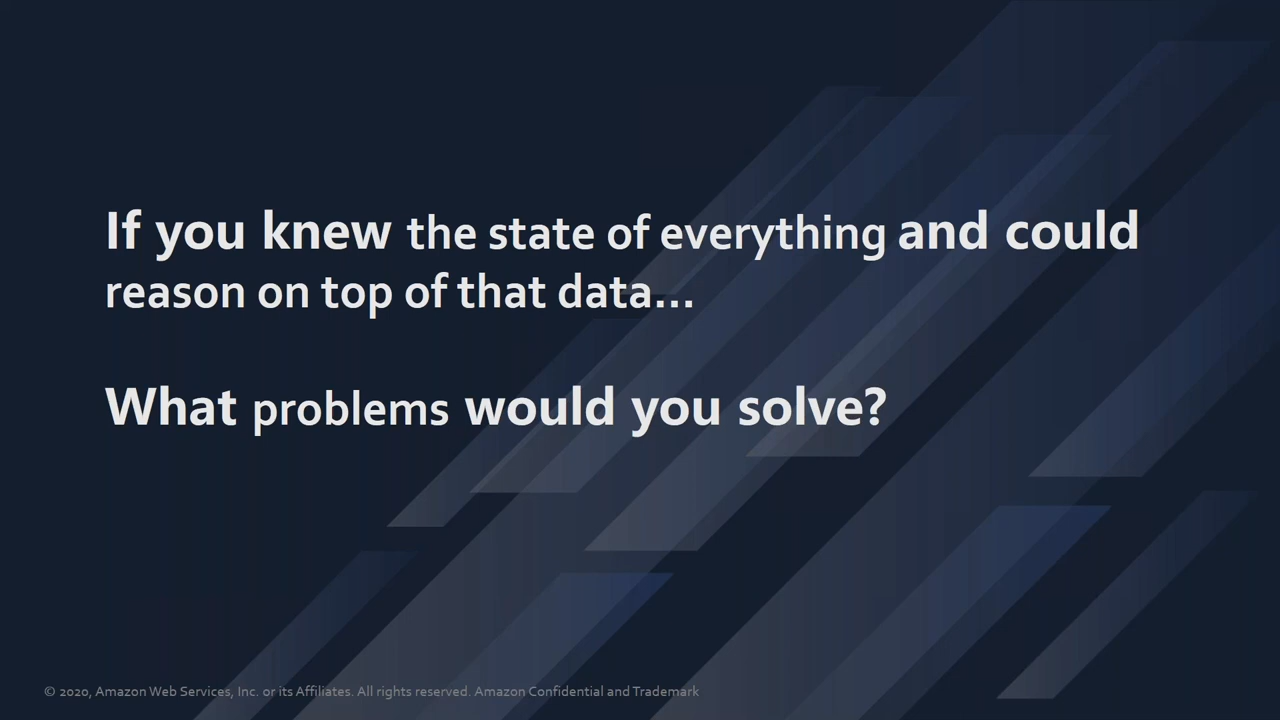 If you knew the state of everything and could
reason on top of that data...
What problems would you solve?
© 2020, Amazon Web Services, Inc. or its Affiliates. All rights reserved. Amazon Confidential and Trademark